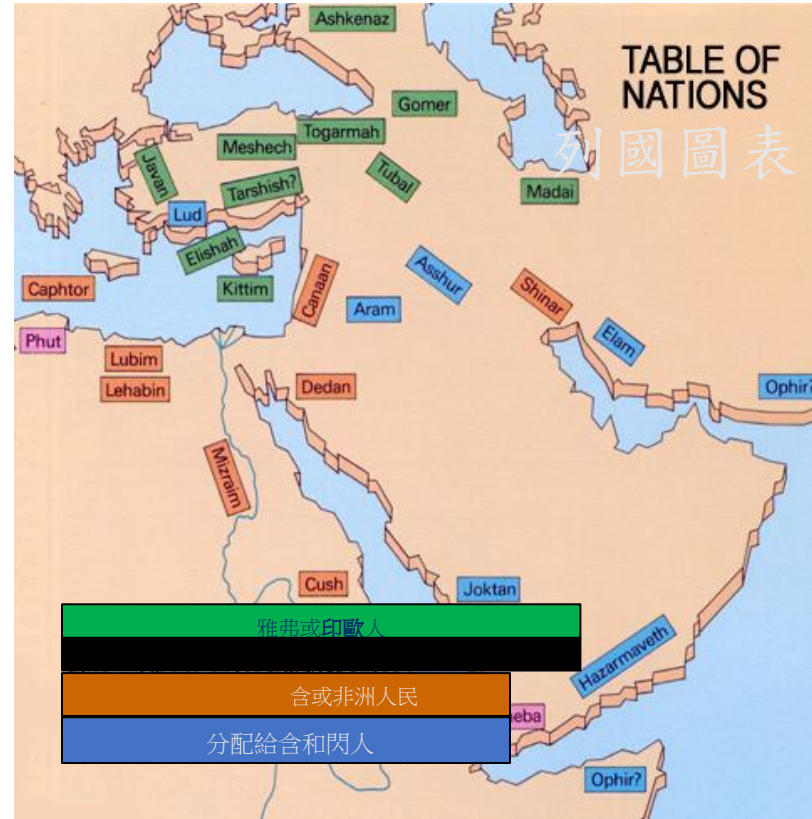 Ashkenaz
TABLE OF
NATIONS
列國圖表
Gomer
Togarmah
Meshech
Javan
Tubal
Tarshish?
Madai
Lud
Elishah
Asshur
Kittim
Canaan
Shinar
Caphtor
Aram
Elam
Phut
Lubim
Lehabin
Dedan
Ophir?
Mizraim
Cush
Joktan
雅弗或印歐人
Hazarmaveth
含或非洲人民
eba
分配給含和閃人
Ophir?